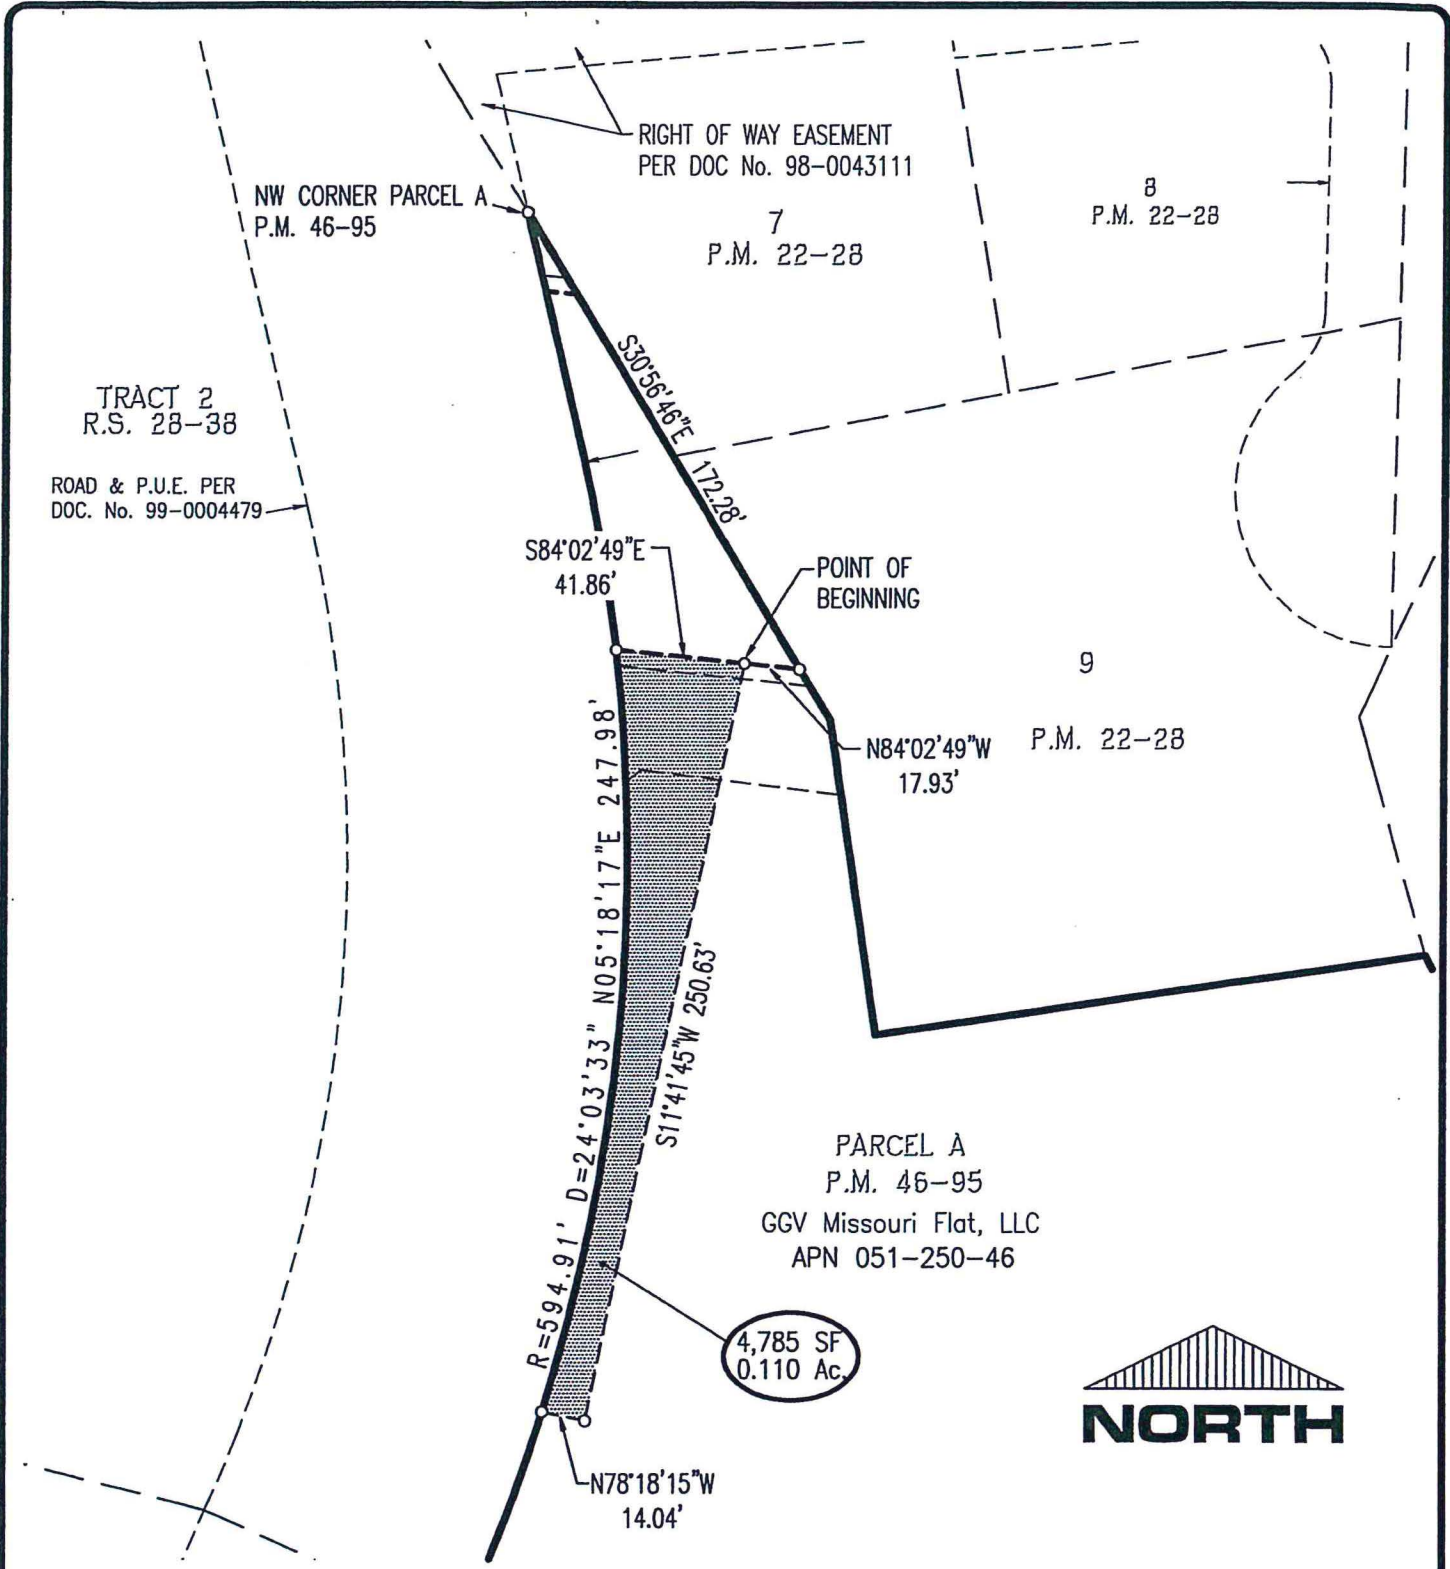 RIGHT OF WAY EASEMENT
PER DOC No. 98-0043111
NW CORNER PARCEL A
P.M. 46-95
7
P.M. 22-28
8
P.M. 22-28
S30°56'46"E 172.28'
TRACT 2
R.S. 28-38
ROAD & P.U.E. PER
DOC. No. 99-0004479
S84°02'49"E
41.86'
POINT OF
BEGINNING
9
P.M. 22-28
N84°02'49"W
17.93'
R=594.91' D=24°03'33" N05°18'17"E 247.98'
S11°41'45"W 250.63'
PARCEL A
P.M. 46-95
GGV Missouri Flat, LLC
APN 051-250-46
4,785 SF
0.110 Ac.
NORTH
N78°18'15"W
14.04'